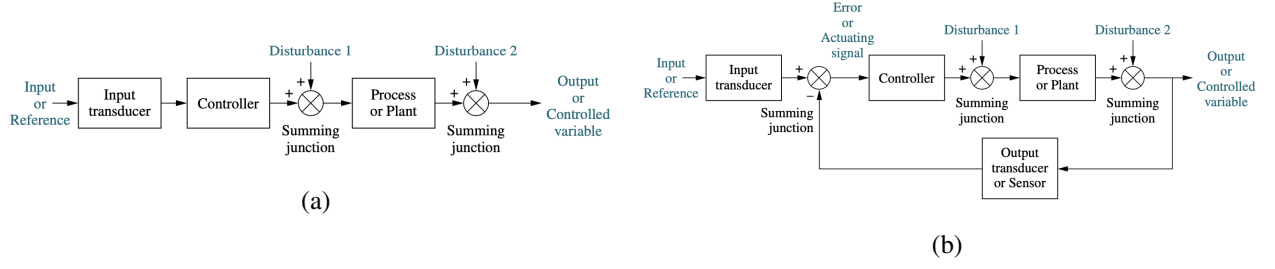 Disturbance 1
Disturbance 2
Input
or
Reference
Input
transducer
Controller
+
+
Process
or Plant
+
+
Output
or
Controlled
variable
Summing
junction
Summing
junction
(a)
Error
or
Actuating
signal
Disturbance 1
Disturbance 2
Input
or
Reference
Input
transducer
+
−
Controller
+
+
Process
or Plant
+
+
Output
or
Controlled
variable
Summing
junction
Summing
junction
Summing
junction
Output
transducer
or Sensor
(b)